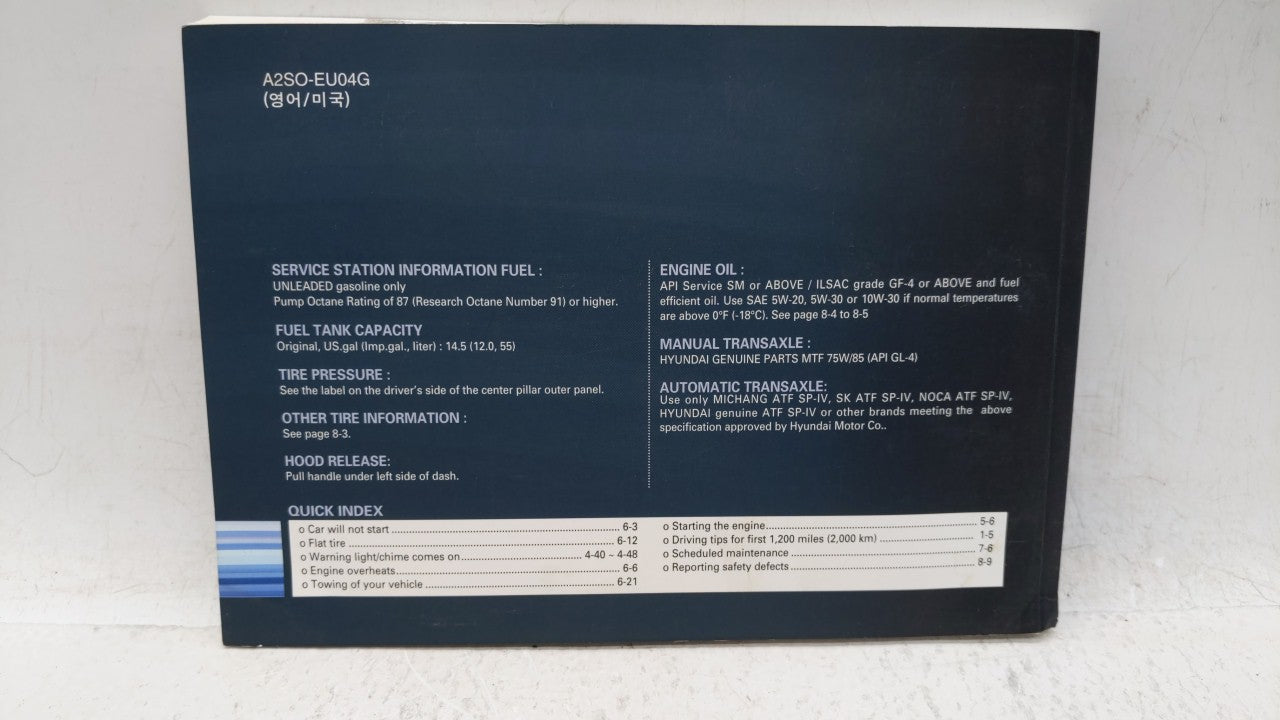 A2SO-EU04G
(영어/미국)
SERVICE STATION INFORMATION FUEL :
UNLEADED gasoline only
Pump Octane Rating of 87 (Research Octane Number 91) or higher.
FUEL TANK CAPACITY
Original, US.gal (Imp.gal., liter) : 14.5 (12.0, 55)
TIRE PRESSURE :
See the label on the driver's side of the center pillar outer panel.
OTHER TIRE INFORMATION :
See page 8-3.
HOOD RELEASE:
Pull handle under left side of dash.
ENGINE OIL :
API Service SM or ABOVE / ILSAC grade GF-4 or ABOVE and fuel
efficient oil. Use SAE 5W-20, 5W-30 or 10W-30 if normal temperatures
are above 0°F (-18°C). See page 8-4 to 8-5
MANUAL TRANSAXLE :
HYUNDAI GENUINE PARTS MTF 75W/85 (API GL-4)
AUTOMATIC TRANSAXLE:
Use only MICHANG ATF SP-IV, SK ATF SP-IV, NOCA ATF SP-IV,
HYUNDAI genuine ATF SP-IV or other brands meeting the above
specification approved by Hyundai Motor Co..
QUICK INDEX
o Car will not start ........ 6-3
o Flat tire ........ 6-12
o Warning light/chime comes on ........ 4-40 ~ 4-48
o Engine overheats ........ 6-6
o Towing of your vehicle ........ 6-21
o Starting the engine ........ 5-6
o Driving tips for first 1,200 miles (2,000 km) ........ 1-5
o Scheduled maintenance ........ 7-6
o Reporting safety defects ........ 8-9